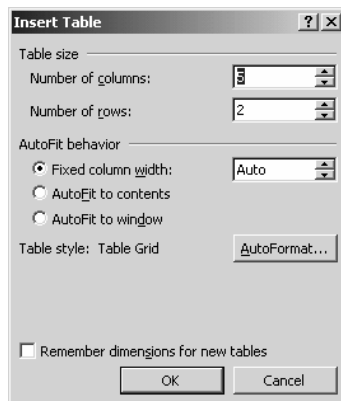 Insert Table ? ×
Table size
Number of columns: 5
Number of rows: 2
AutoFit behavior
Fixed column width: Auto
AutoFit to contents
AutoFit to window
Table style: Table Grid AutoFormat...
Remember dimensions for new tables
OK Cancel